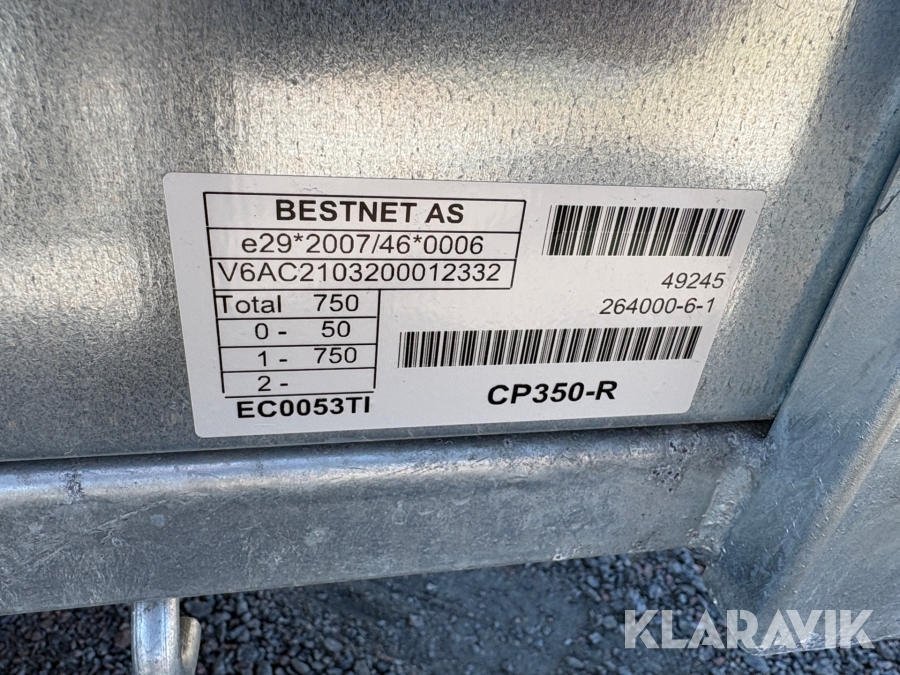 BESTNET AS
e29*2007/46*0006
V6AC2103200012332
Total 750
0 - 50
1 - 750
2 -
EC0053TI
49245
264000-6-1
CP350-R
KLARAVIK